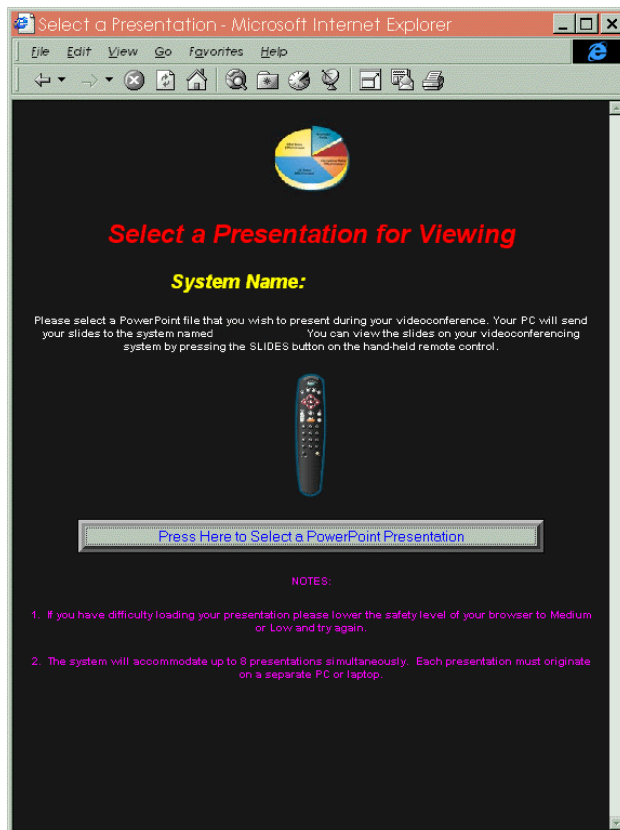 Select a Presentation - Microsoft Internet Explorer
File Edit View Go Favorites Help
Select a Presentation for Viewing
System Name:
Please select a PowerPoint file that you wish to present during your videoconference. Your PC will send
your slides to the system named You can view the slides on your videoconferencing
system by pressing the SLIDES button on the hand-held remote control.
Press Here to Select a PowerPoint Presentation
NOTES:
1. If you have difficulty loading your presentation please lower the safety level of your browser to Medium
or Low and try again.
2. The system will accommodate up to 8 presentations simultaneously. Each presentation must originate
on a separate PC or laptop.